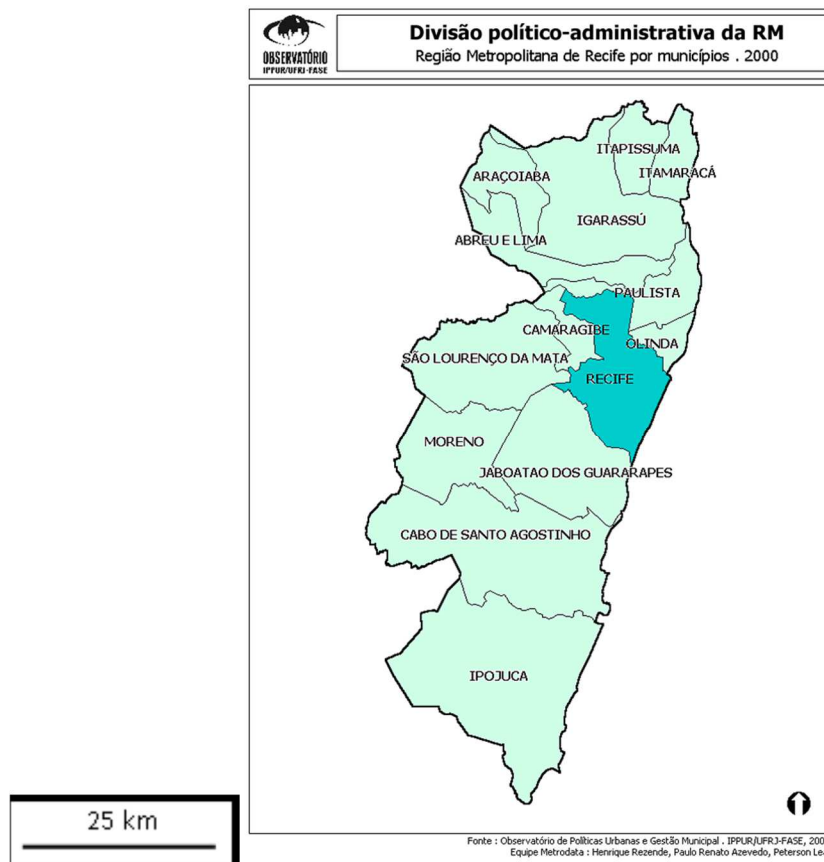 OBSERVATÓRIO
IPPUR/UFRJ-FASE
Divisão político-administrativa da RM
Região Metropolitana de Recife por municípios . 2000
ITAPISSUMA
ITAMARACÁ
ARAÇOIABA
IGARASSÚ
ABREU E LIMA
PAULISTA
CAMARAGIBE
OLINDA
SÃO LOURENÇO DA MATA
RECIFE
MORENO
JABOATAO DOS GUARARAPES
CABO DE SANTO AGOSTINHO
IPOJUCA
25 km
Fonte : Observatório de Políticas Urbanas e Gestão Municipal . IPPUR/UFRJ-FASE, 200
Equipe Metrodata : Henrique Rezende, Paulo Renato Azevedo, Peterson Le